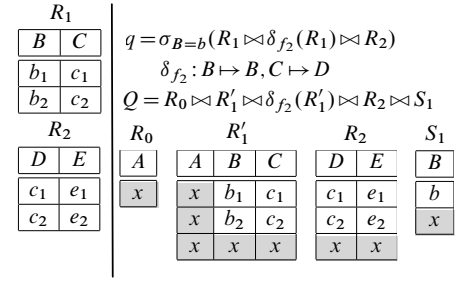 R₁
B C
b₁ c₁
b₂ c₂
R₂
D E
c₁ e₁
c₂ e₂
q = σ_{B=b}(R₁ ⋈ δ_{f₂}(R₁) ⋈ R₂)
δ_{f₂} : B ↦ B, C ↦ D
Q = R₀ ⋈ R′₁ ⋈ δ_{f₂}(R′₁) ⋈ R₂ ⋈ S₁
R₀ R′₁ R₂ S₁
A A B C D E B
x x b₁ c₁ c₁ e₁ b
x b₂ c₂ c₂ e₂ x
x x x x x